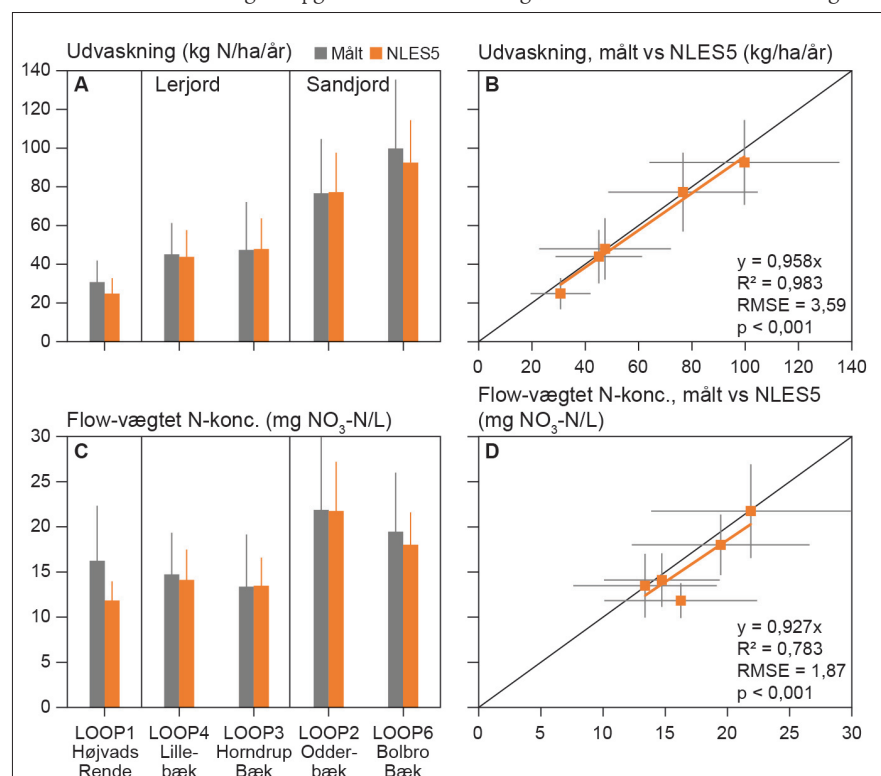 Udvaskning (kg N/ha/år)
Målt NLES5
140
120
100
80
60
40
20
0
A
Lerjord
Sandjord
Udvaskning, målt vs NLES5 (kg/ha/år)
B
y = 0,958x
R² = 0,983
RMSE = 3,59
p < 0,001
0 20 40 60 80 100 120 140
Flow-vægtet N-konc. (mg NO₃-N/L)
30
25
20
15
10
5
0
C
LOOP1
Højvads
Rende
LOOP4
Lille-
bæk
LOOP3
Horndrup
Bæk
LOOP2
Odder-
bæk
LOOP6
Bolbro
Bæk
Flow-vægtet N-konc., målt vs NLES5
(mg NO₃-N/L)
D
y = 0,927x
R² = 0,783
RMSE = 1,87
p < 0,001
0 5 10 15 20 25 30